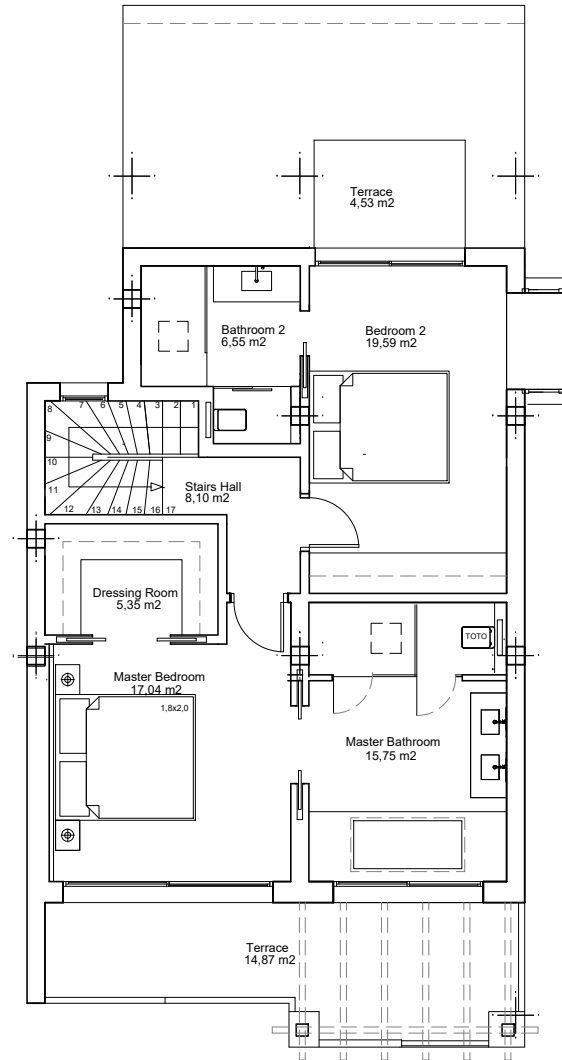 Terrace
4,53 m2
Bathroom 2
6,55 m2
Bedroom 2
19,59 m2
8
7
6
5
4
3
2
1
9
10
11
12
13
14
15
16
17
Stairs Hall
8,10 m2
Dressing Room
5,35 m2
TOTO
Master Bedroom
17,04 m2
1,8x2,0
Master Bathroom
15,75 m2
Terrace
14,87 m2